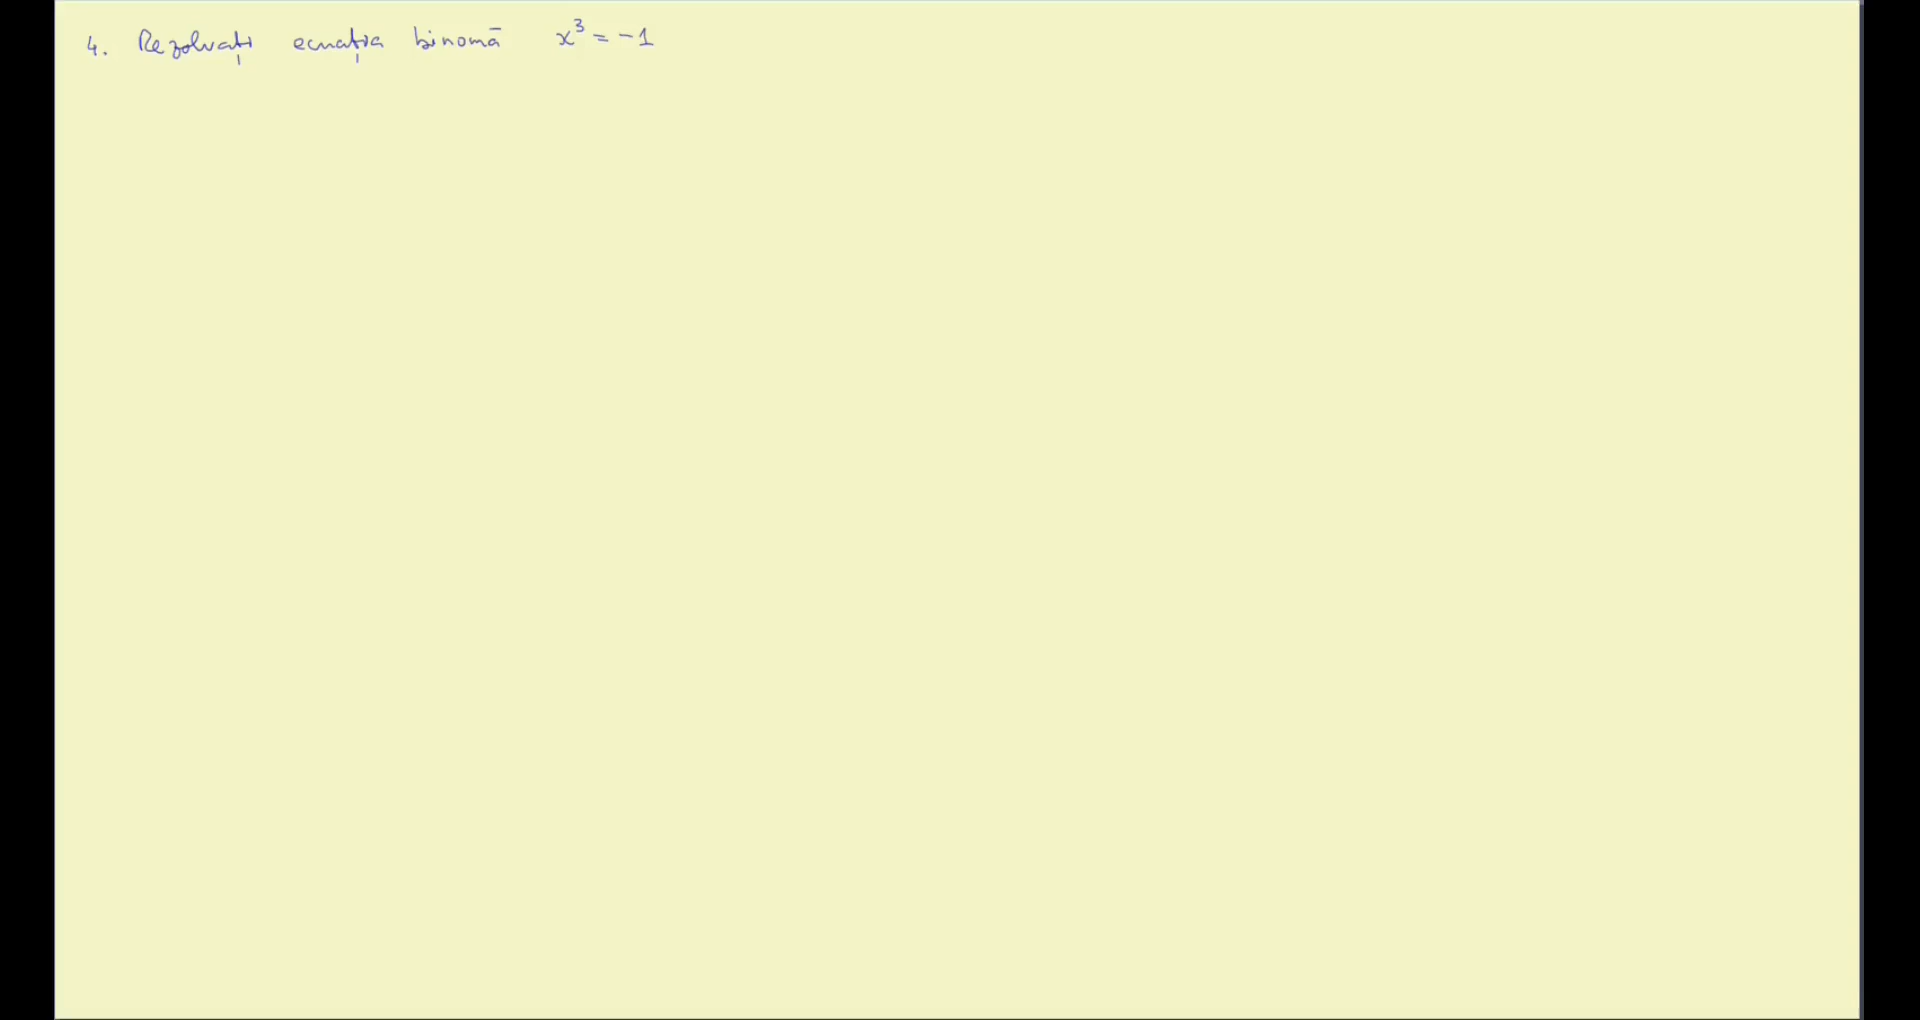 4. Rezolvați ecuația binomă x³ = -1